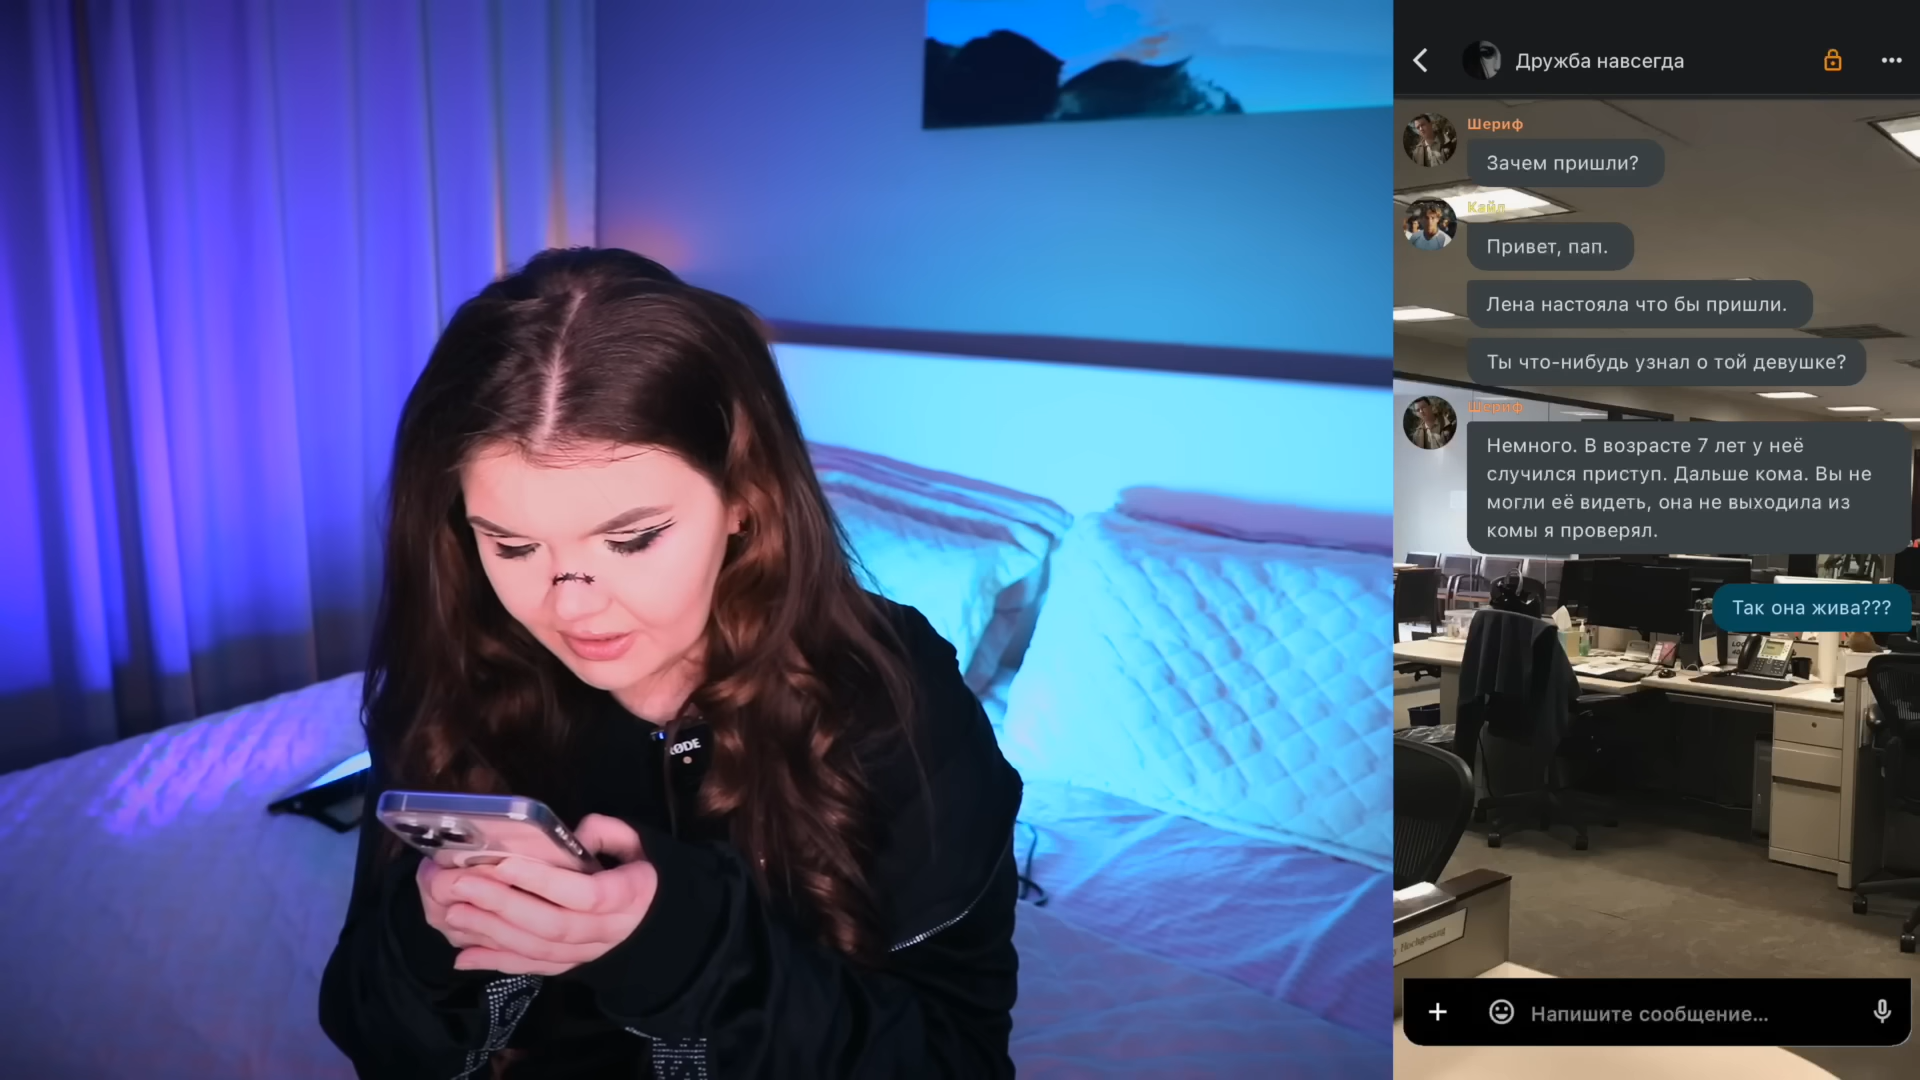 Дружба навсегда
Шериф
Зачем пришли?
Кайл
Привет, пап.
Лена настояла что бы пришли.
Ты что-нибудь узнал о той девушке?
Шериф
Немного. В возрасте 7 лет у неё
случился приступ. Дальше кома. Вы не
могли её видеть, она не выходила из
комы я проверял.
Так она жива???
Напишите сообщение...
RØDE